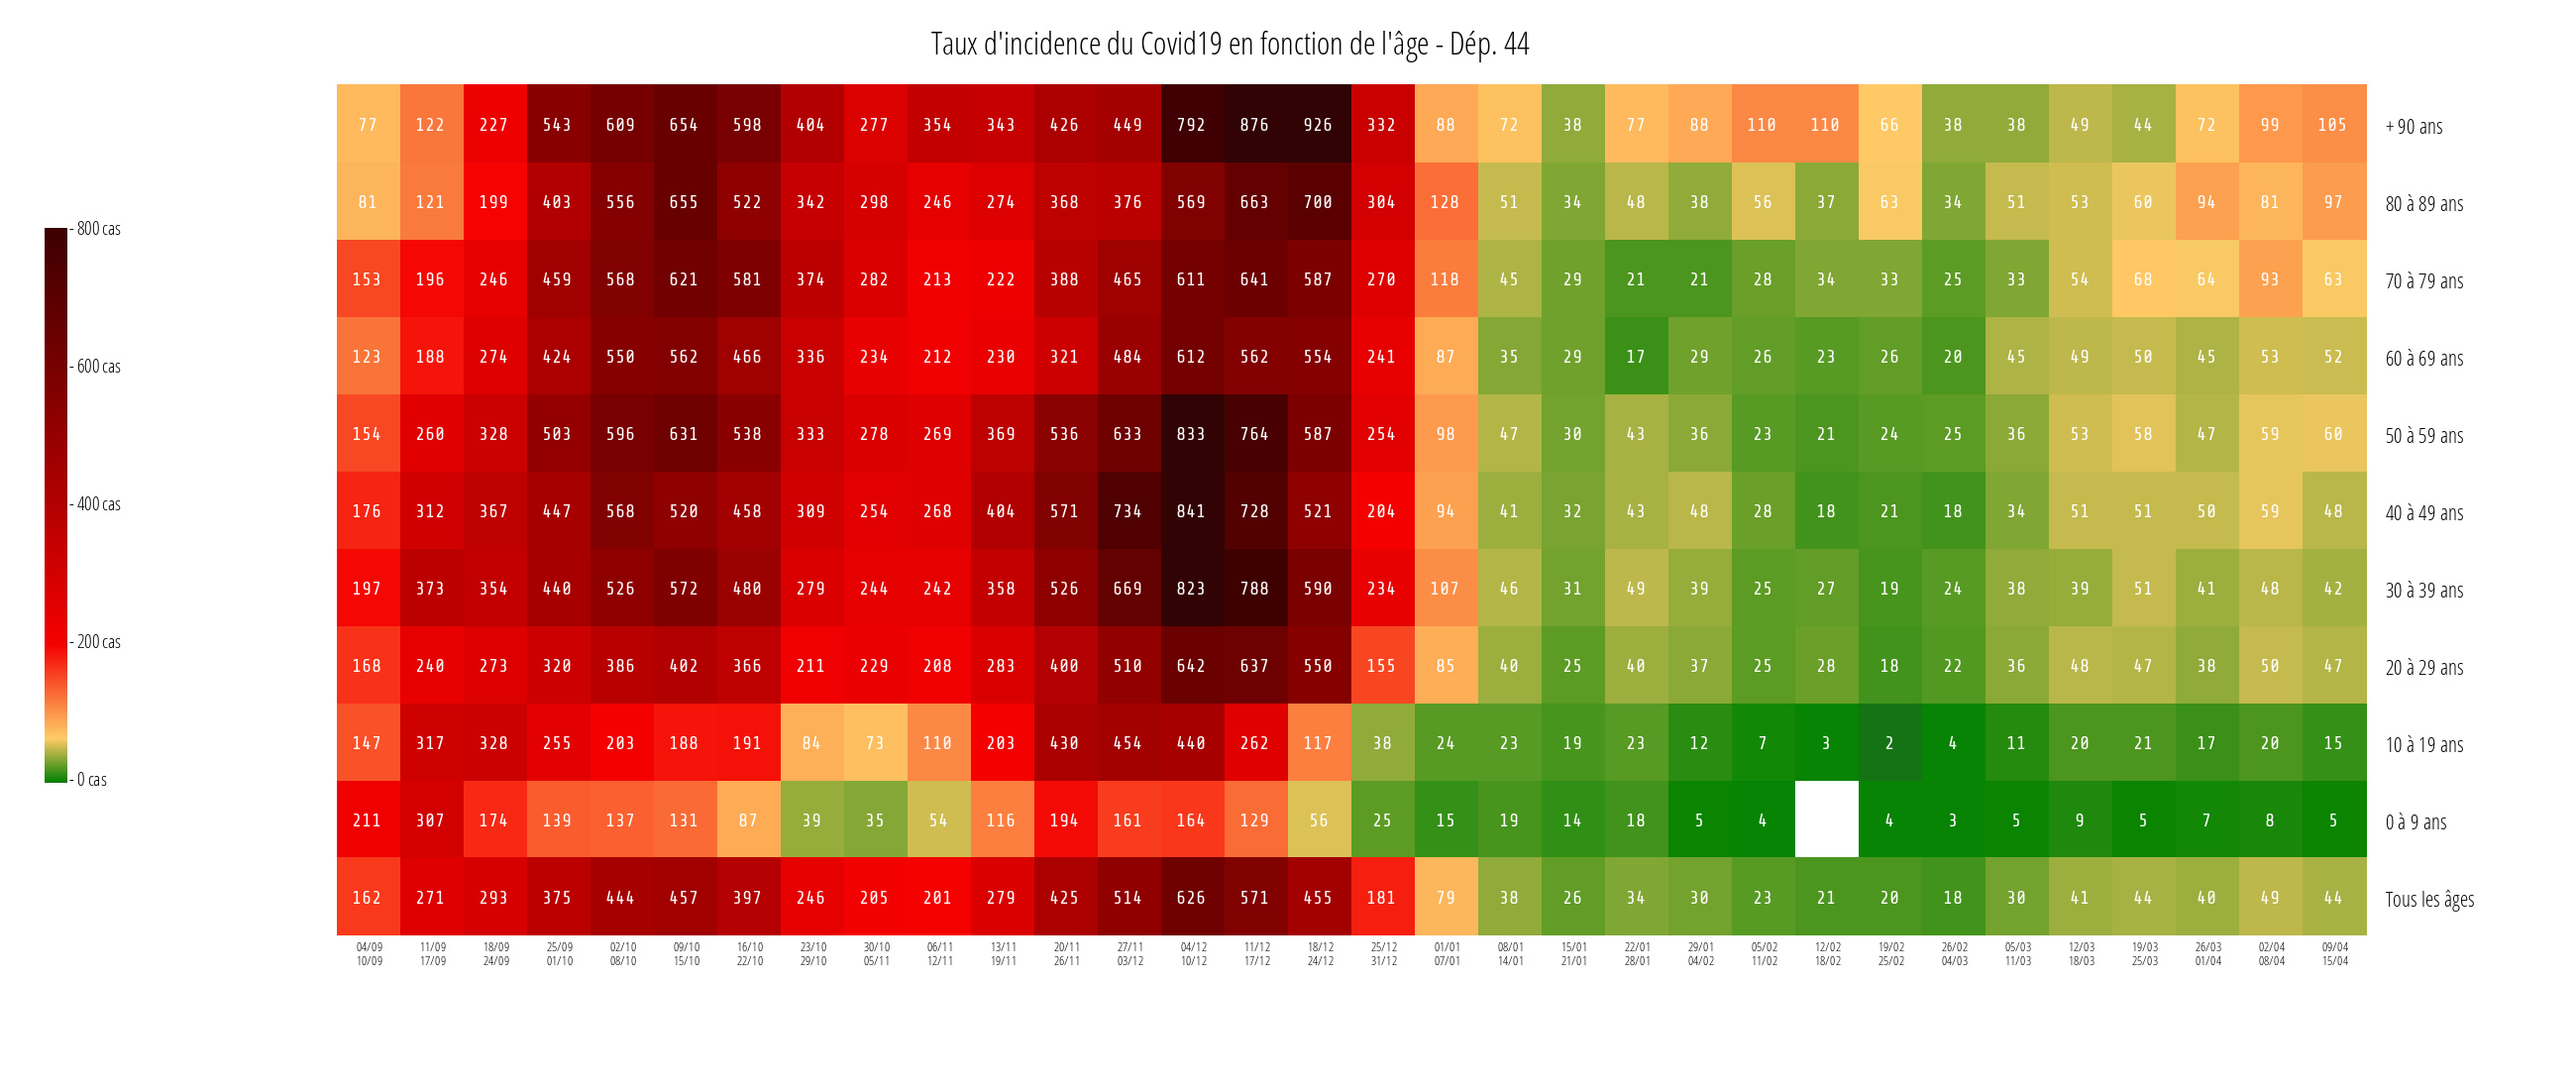 Taux d'incidence du Covid19 en fonction de l'âge - Dép. 44
- 800 cas
- 600 cas
- 400 cas
- 200 cas
- 0 cas
77 122 227 543 609 654 598 404 277 354 343 426 449 792 876 926 332 88 72 38 77 88 110 110 66 38 38 49 44 72 99 105 + 90 ans
81 121 199 403 556 655 522 342 298 246 274 368 376 569 663 700 304 128 51 34 48 38 56 37 63 34 51 53 60 94 81 97 80 à 89 ans
153 196 246 459 568 621 581 374 282 213 222 388 465 611 641 587 270 118 45 29 21 21 28 34 33 25 33 54 68 64 93 63 70 à 79 ans
123 188 274 424 550 562 466 336 234 212 230 321 484 612 562 554 241 87 35 29 17 29 26 23 26 20 45 49 50 45 53 52 60 à 69 ans
154 260 328 503 596 631 538 333 278 269 369 536 633 833 764 587 254 98 47 30 43 36 23 21 24 25 36 53 58 47 59 60 50 à 59 ans
176 312 367 447 568 520 458 309 254 268 404 571 734 841 728 521 204 94 41 32 43 48 28 18 21 18 34 51 51 50 59 48 40 à 49 ans
197 373 354 440 526 572 480 279 244 242 358 526 669 823 788 590 234 107 46 31 49 39 25 27 19 24 38 39 51 41 48 42 30 à 39 ans
168 240 273 320 386 402 366 211 229 208 283 400 510 642 637 550 155 85 40 25 40 37 25 28 18 22 36 48 47 38 50 47 20 à 29 ans
147 317 328 255 203 188 191 84 73 110 203 430 454 440 262 117 38 24 23 19 23 12 7 3 2 4 11 20 21 17 20 15 10 à 19 ans
211 307 174 139 137 131 87 39 35 54 116 194 161 164 129 56 25 15 19 14 18 5 4 4 3 5 9 5 7 8 5 0 à 9 ans
162 271 293 375 444 457 397 246 205 201 279 425 514 626 571 455 181 79 38 26 34 30 23 21 20 18 30 41 44 40 49 44 Tous les âges
04/09 11/09 18/09 25/09 02/10 09/10 16/10 23/10 30/10 06/11 13/11 20/11 27/11 04/12 11/12 18/12 25/12 01/01 08/01 15/01 22/01 29/01 05/02 12/02 19/02 26/02 05/03 12/03 19/03 26/03 02/04 09/04
10/09 17/09 24/09 01/10 08/10 15/10 22/10 29/10 05/11 12/11 19/11 26/11 03/12 10/12 17/12 24/12 31/12 07/01 14/01 21/01 28/01 04/02 11/02 18/02 25/02 04/03 11/03 18/03 25/03 01/04 08/04 15/04